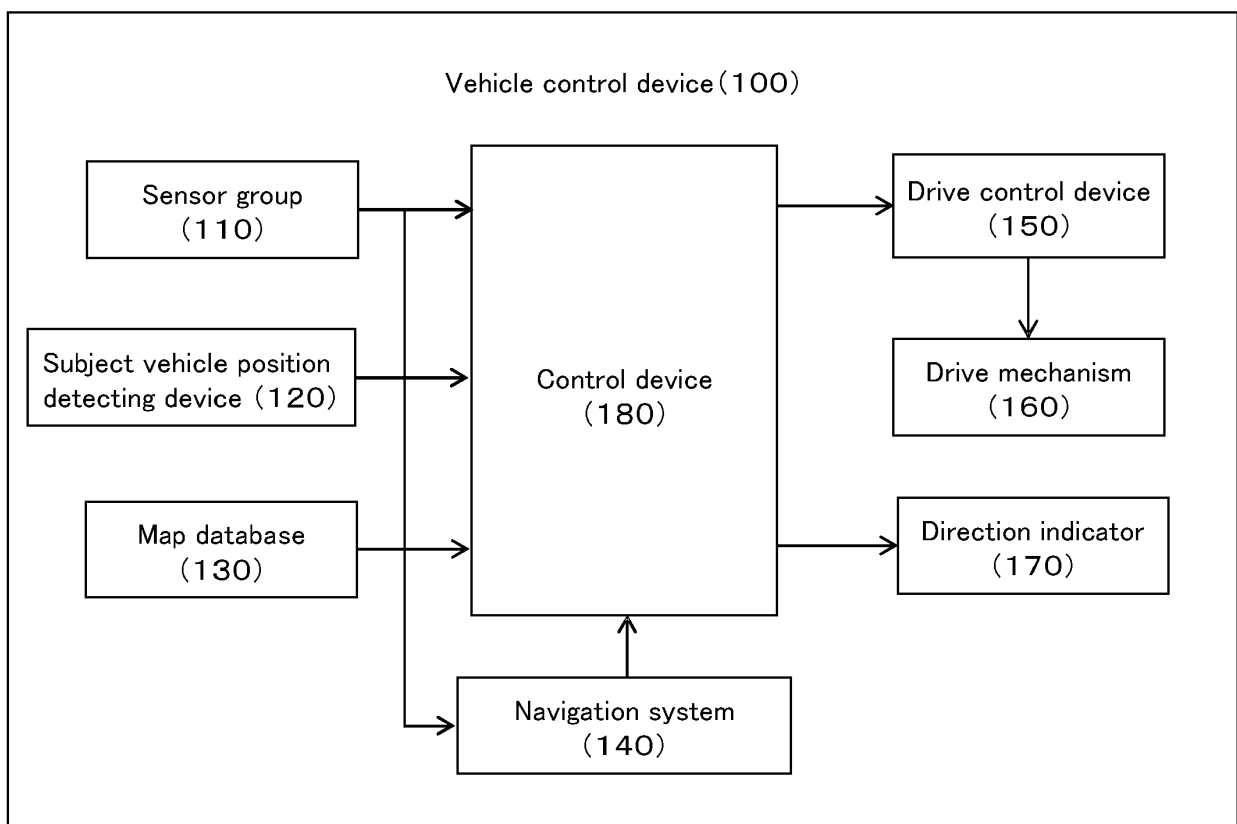 Vehicle control device(100)
Sensor group
(110)
Subject vehicle position
detecting device (120)
Map database
(130)
Control device
(180)
Navigation system
(140)
Drive control device
(150)
Drive mechanism
(160)
Direction indicator
(170)